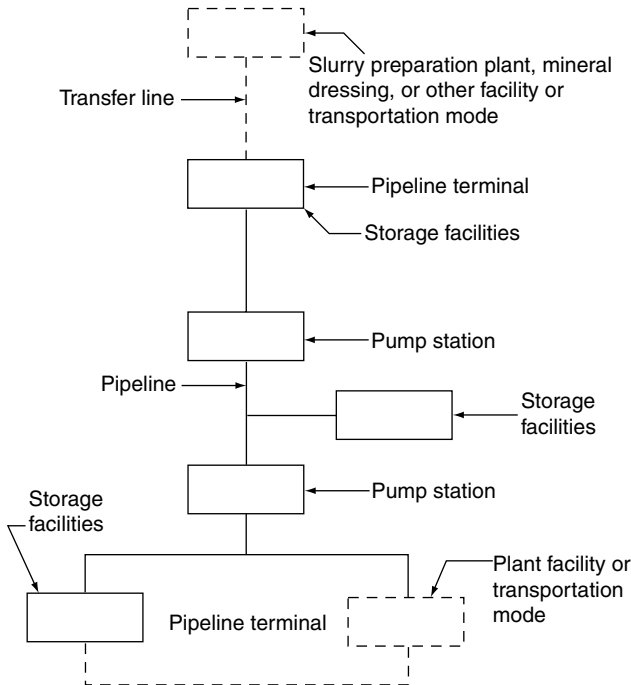 Slurry preparation plant, mineral
dressing, or other facility or
transportation mode
Transfer line
Pipeline terminal
Storage facilities
Pump station
Pipeline
Storage
facilities
Pump station
Storage
facilities
Plant facility or
transportation
mode
Pipeline terminal